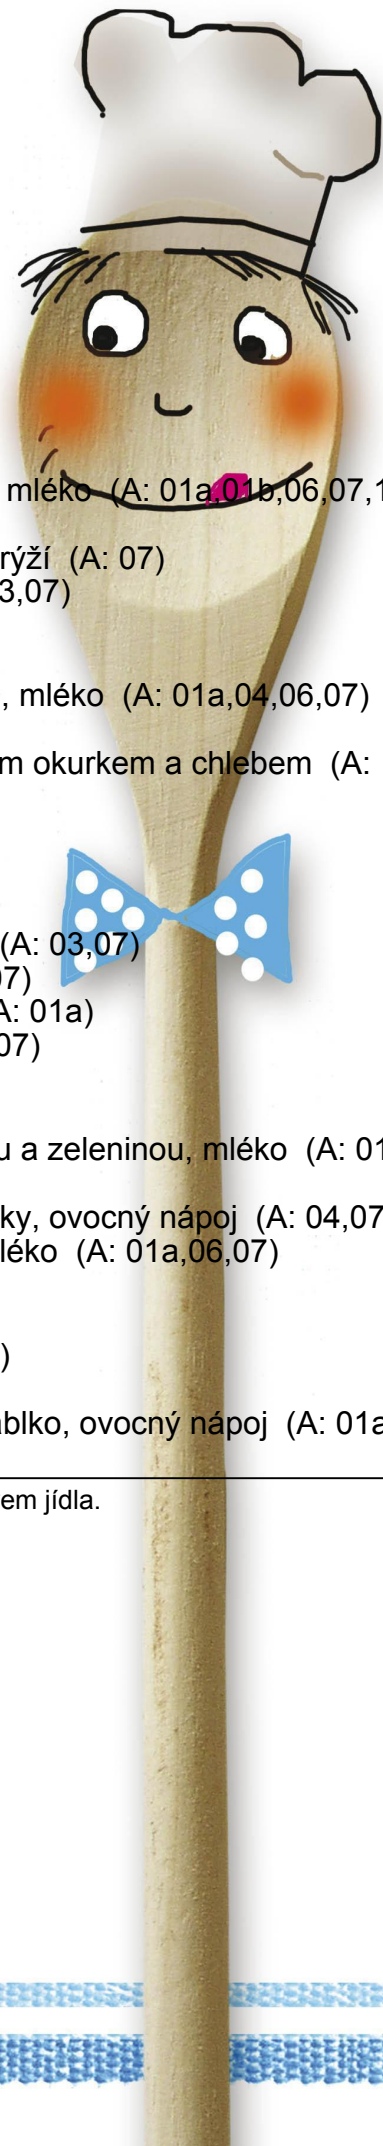 mléko (A: 01a,01b,06,07,1
rýží (A: 07)
3,07)
, mléko (A: 01a,04,06,07)
m okurkem a chlebem (A:
(A: 03,07)
07)
A: 01a)
07)
u a zeleninou, mléko (A: 01
ky, ovocný nápoj (A: 04,07
léko (A: 01a,06,07)
)
ablko, ovocný nápoj (A: 01a
em jídla.